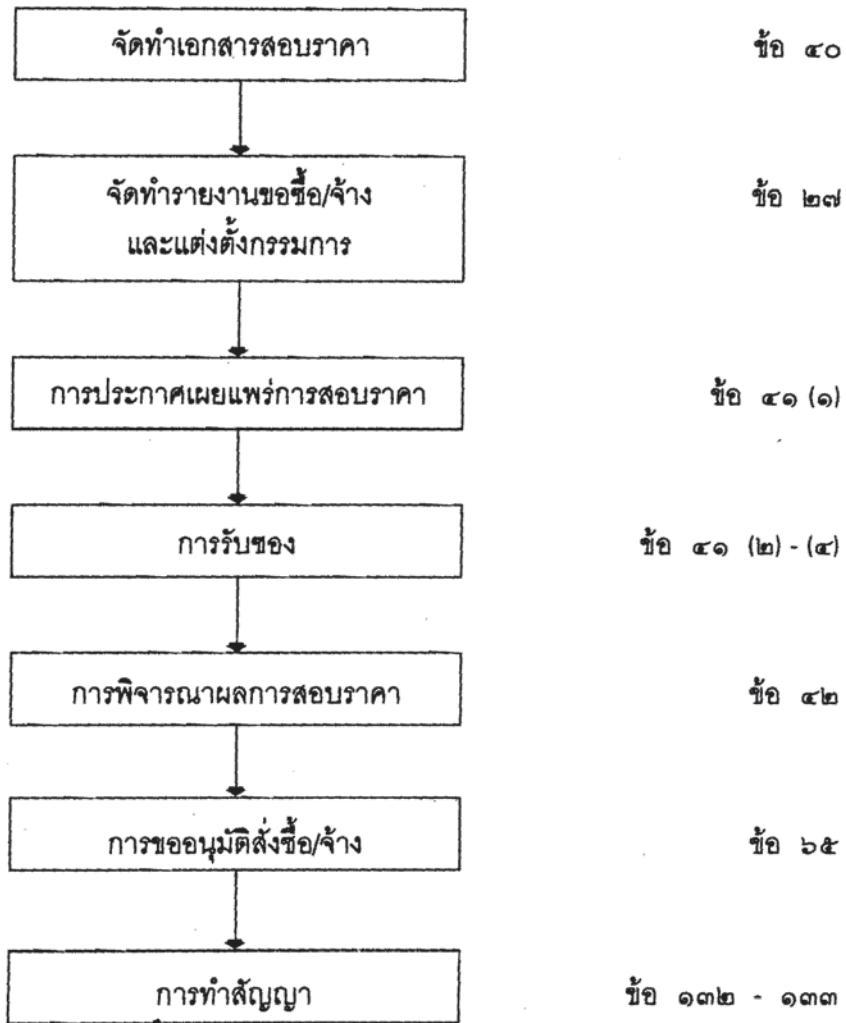 จัดทำเอกสารสอบราคา ข้อ ๔๐
จัดทำรายงานขอซื้อ/จ้าง ข้อ ๒๗
และแต่งตั้งกรรมการ
การประกาศเผยแพร่การสอบราคา ข้อ ๔๑ (๑)
การรับซอง ข้อ ๔๑ (๒) - (๔)
การพิจารณาผลการสอบราคา ข้อ ๔๒
การขออนุมัติสั่งซื้อ/จ้าง ข้อ ๖๕
การทำสัญญา ข้อ ๑๓๒ - ๑๓๓